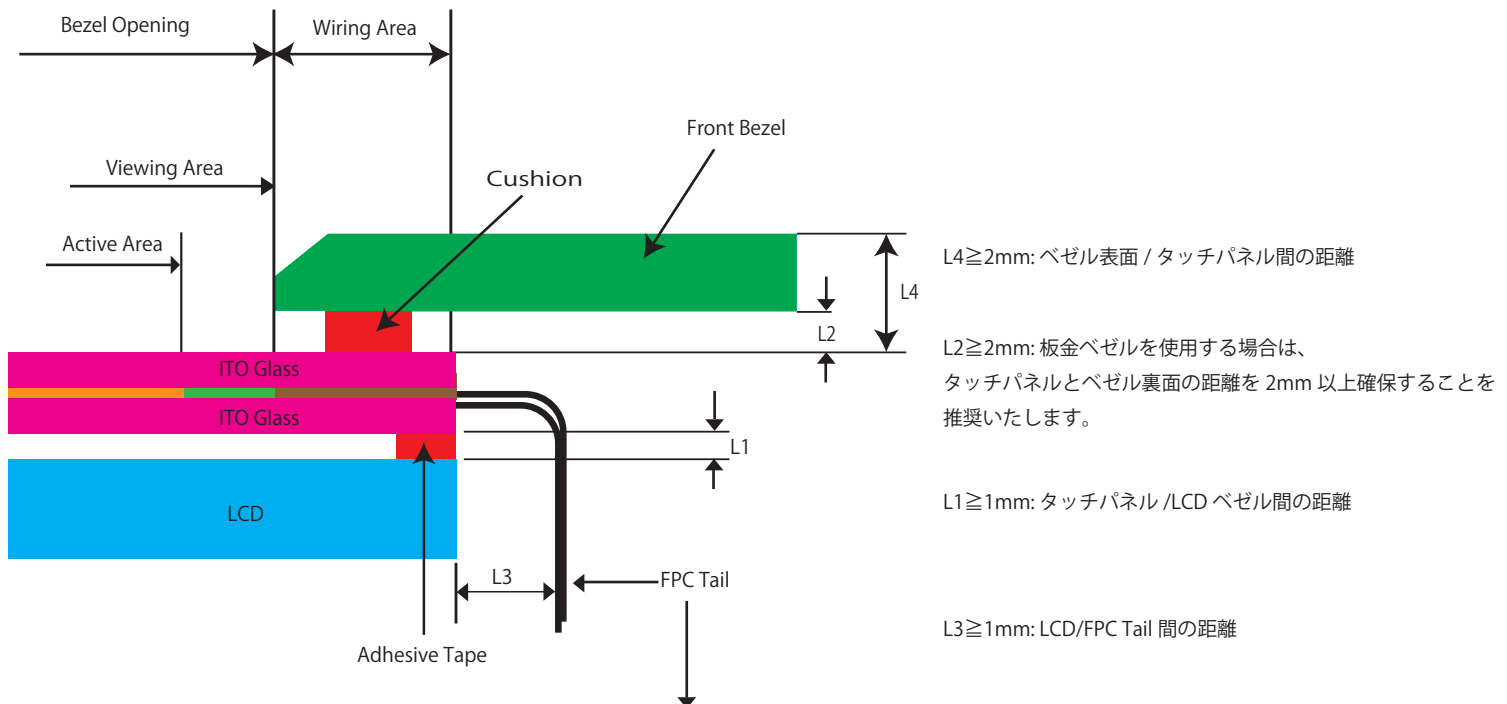 Bezel Opening
Wiring Area
Front Bezel
Viewing Area
Cushion
Active Area
L4≧2mm: ベゼル表面 / タッチパネル間の距離
L4
L2
L2≧2mm: 板金ベゼルを使用する場合は、
タッチパネルとベゼル裏面の距離を 2mm 以上確保することを
推奨いたします。
ITO Glass
ITO Glass
L1
L1≧1mm: タッチパネル /LCD ベゼル間の距離
LCD
L3
FPC Tail
L3≧1mm: LCD/FPC Tail 間の距離
Adhesive Tape